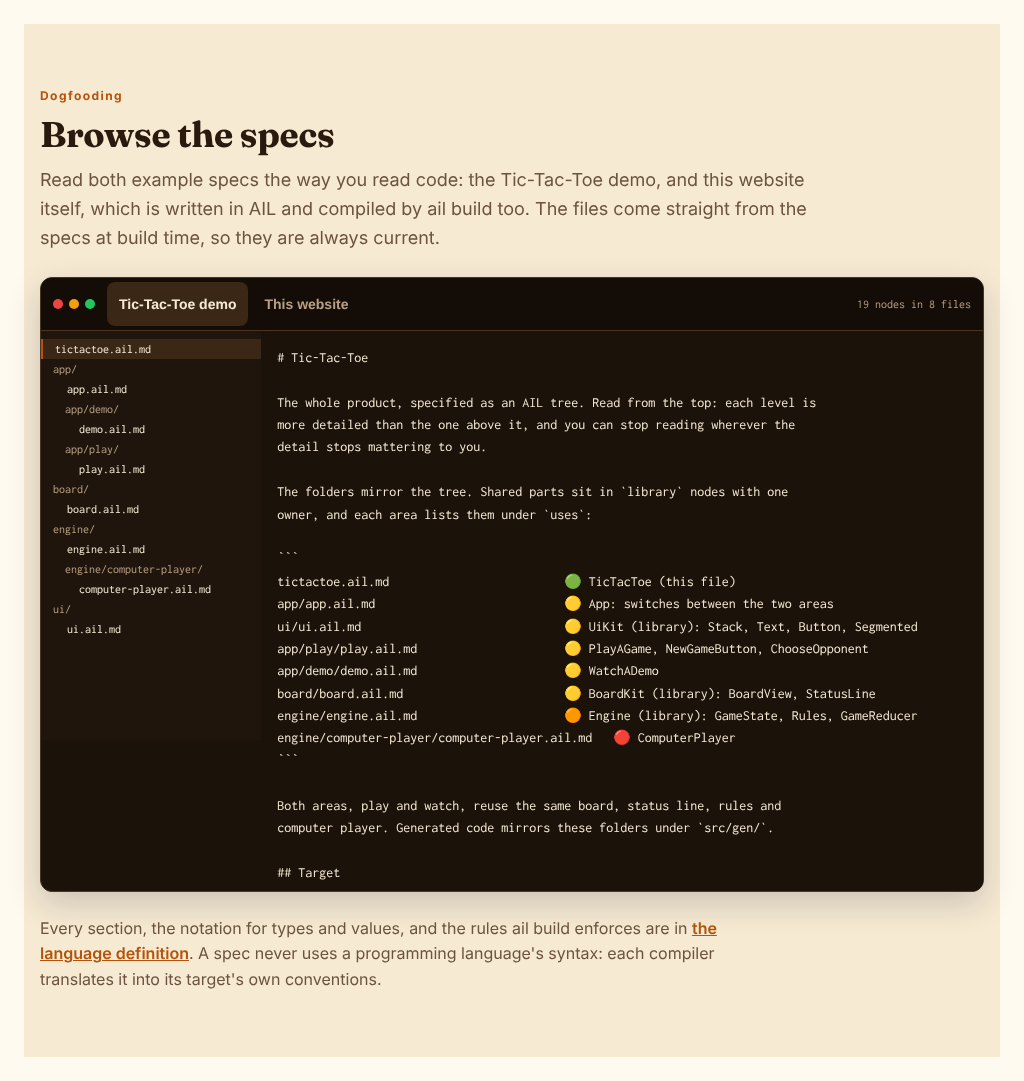 Dogfooding
Browse the specs
Read both example specs the way you read code: the Tic-Tac-Toe demo, and this website
itself, which is written in AIL and compiled by ail build too. The files come straight from the
specs at build time, so they are always current.
Tic-Tac-Toe demo
This website
19 nodes in 8 files
tictactoe.ail.md
app/
app.ail.md
app/demo/
demo.ail.md
app/play/
play.ail.md
board/
board.ail.md
engine/
engine.ail.md
engine/computer-player/
computer-player.ail.md
ui/
ui.ail.md
# Tic-Tac-Toe
The whole product, specified as an AIL tree. Read from the top: each level is
more detailed than the one above it, and you can stop reading wherever the
detail stops mattering to you.
The folders mirror the tree. Shared parts sit in `library` nodes with one
owner, and each area lists them under `uses`:
```
tictactoe.ail.md 🟢 TicTacToe (this file)
app/app.ail.md 🟡 App: switches between the two areas
ui/ui.ail.md 🟡 UiKit (library): Stack, Text, Button, Segmented
app/play/play.ail.md 🟡 PlayAGame, NewGameButton, ChooseOpponent
app/demo/demo.ail.md 🟡 WatchADemo
board/board.ail.md 🟡 BoardKit (library): BoardView, StatusLine
engine/engine.ail.md 🟠 Engine (library): GameState, Rules, GameReducer
engine/computer-player/computer-player.ail.md 🔴 ComputerPlayer
```
Both areas, play and watch, reuse the same board, status line, rules and
computer player. Generated code mirrors these folders under `src/gen/`.
## Target
Every section, the notation for types and values, and the rules ail build enforces are in the
language definition. A spec never uses a programming language's syntax: each compiler
translates it into its target's own conventions.